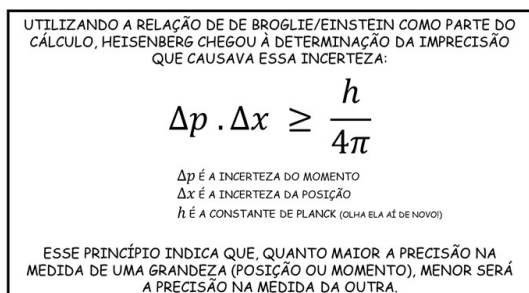 UTILIZANDO A RELAÇÃO DE DE BROGLIE/EINSTEIN COMO PARTE DO
CÁLCULO, HEISENBERG CHEGOU À DETERMINAÇÃO DA IMPRECISÃO
QUE CAUSAVA ESSA INCERTEZA:
Δp . Δx ≥ h/4π
Δp É A INCERTEZA DO MOMENTO
Δx É A INCERTEZA DA POSIÇÃO
h É A CONSTANTE DE PLANCK (OLHA ELA AÍ DE NOVO!)
ESSE PRINCÍPIO INDICA QUE, QUANTO MAIOR A PRECISÃO NA
MEDIDA DE UMA GRANDEZA (POSIÇÃO OU MOMENTO), MENOR SERÁ
A PRECISÃO NA MEDIDA DA OUTRA.